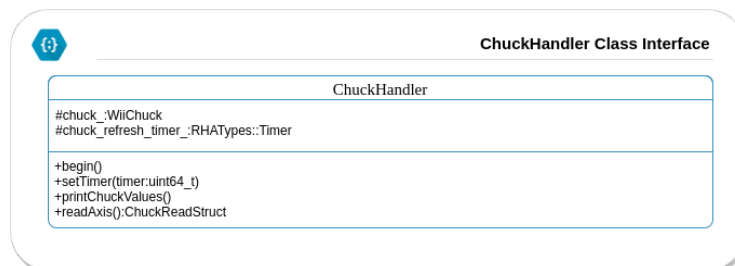 {:}
ChuckHandler Class Interface
ChuckHandler
#chuck_:WiiChuck
#chuck_refresh_timer_:RHATypes::Timer
+begin()
+setTimer(timer:uint64_t)
+printChuckValues()
+readAxis():ChuckReadStruct